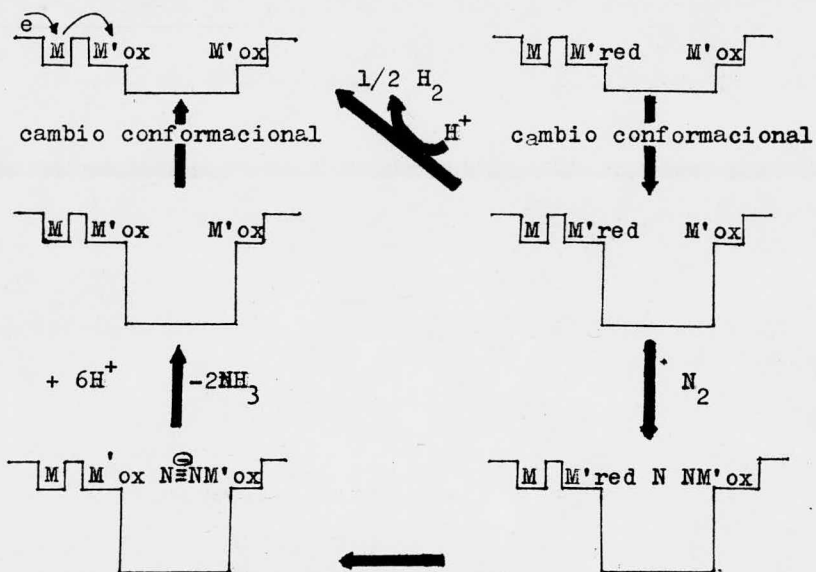 e
M M'ox M'ox
M M'red M'ox
1/2 H2
H+
cambio conformacional
cambio conformacional
M M'ox M'ox
M M'red M'ox
+ 6H+ -2NH3
+ N2
M M'ox N≡NM'ox
M M'red N NM'ox